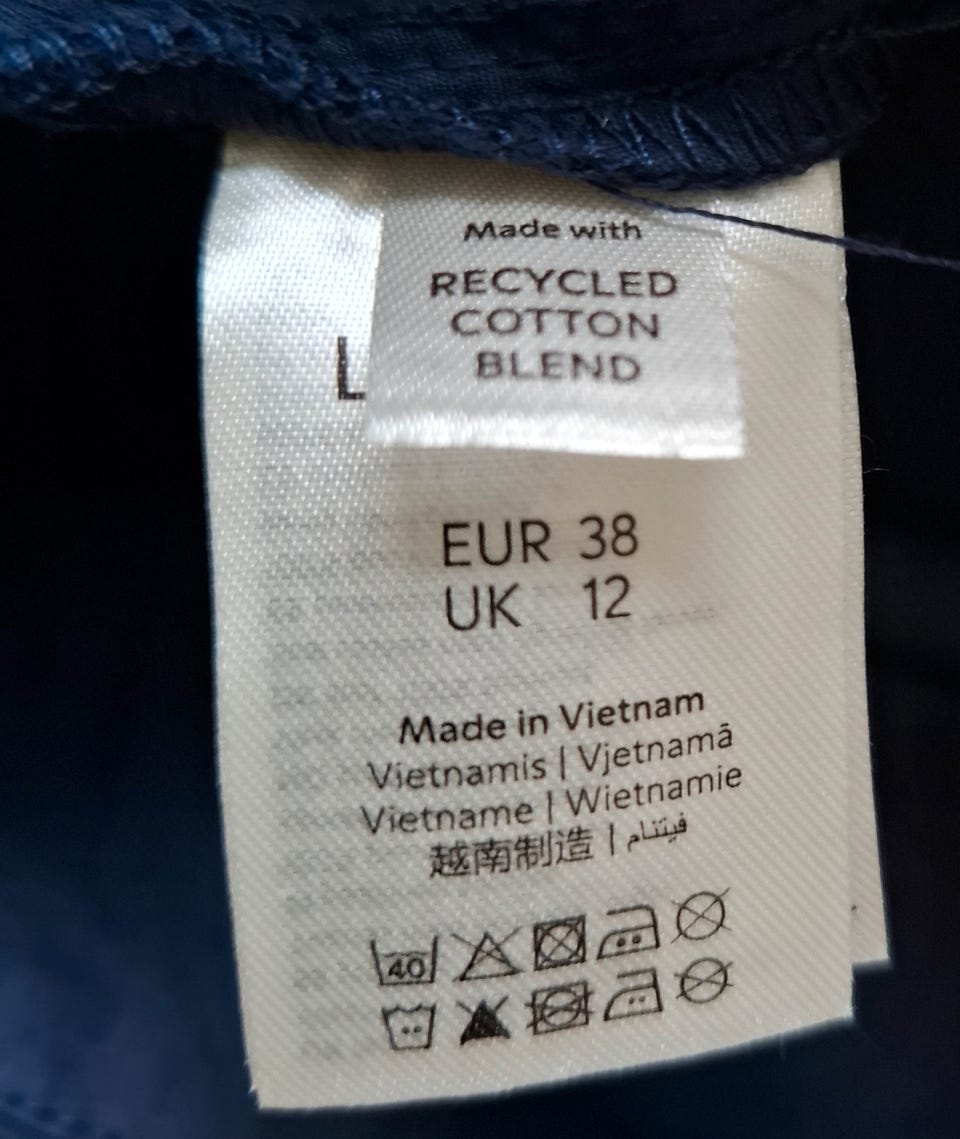 Made with
RECYCLED
COTTON
BLEND
L
EUR 38
UK 12
Made in Vietnam
Vietnamis | Vjetnamā
Vietname | Wietnamie
越南制造 | فيتنام
40